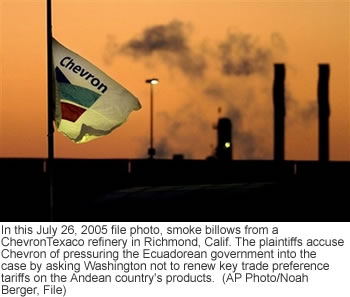 Chevron
In this July 26, 2005 file photo, smoke billows from a
ChevronTexaco refinery in Richmond, Calif. The plaintiffs accuse
Chevron of pressuring the Ecuadorean government into the
case by asking Washington not to renew key trade preference
tariffs on the Andean country's products.  (AP Photo/Noah
Berger, File)